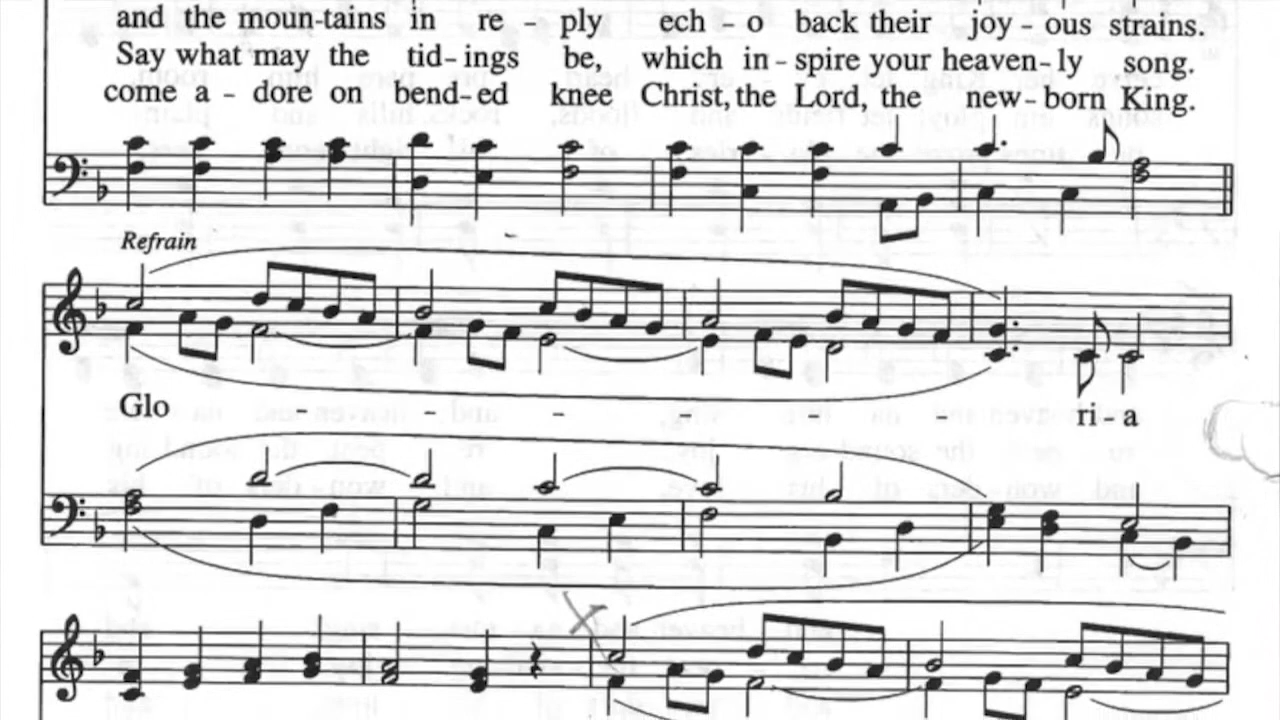 and the moun-tains in re - ply ech - o back their joy - ous strains.
Say what may the tid - ings be, which in - spire your heaven - ly song.
come a - dore on bend - ed knee Christ, the Lord, the new - born King.
Refrain
Glo - - - - - - ri - a